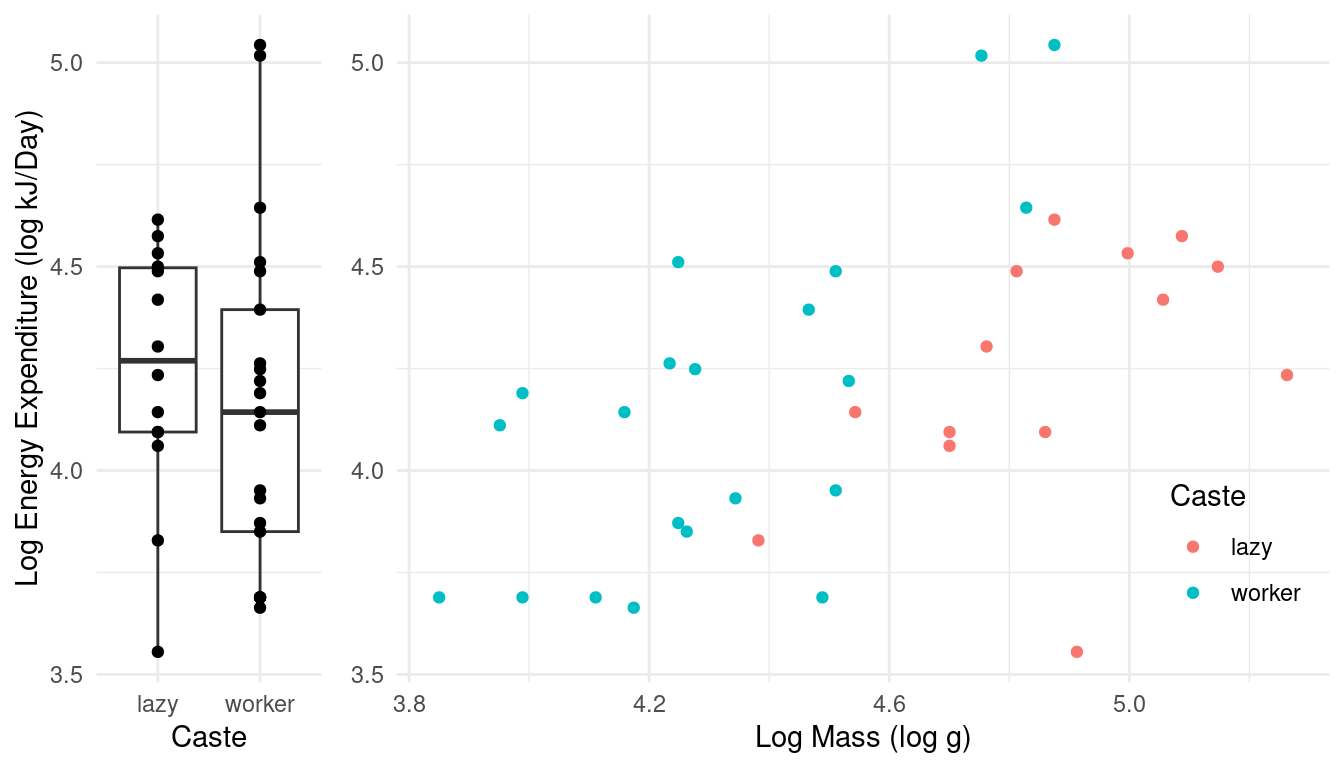 Log Energy Expenditure (log kJ/Day)
5.0
4.5
4.0
3.5
lazy worker
Caste
5.0
4.5
4.0
3.5
3.8 4.2 4.6 5.0
Log Mass (log g)
Caste
lazy
worker